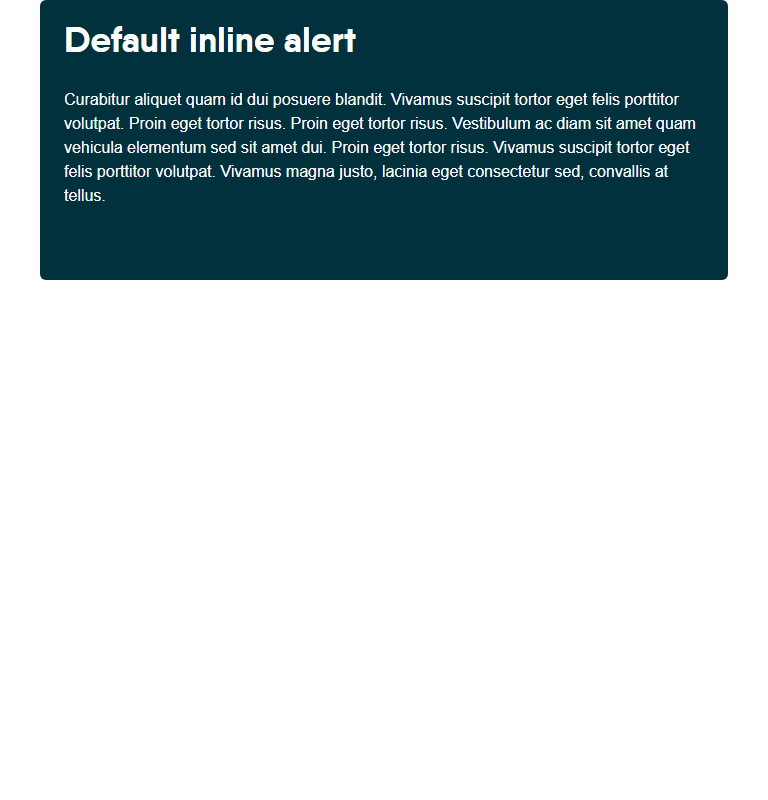 Default inline alert
Curabitur aliquet quam id dui posuere blandit. Vivamus suscipit tortor eget felis porttitor
volutpat. Proin eget tortor risus. Proin eget tortor risus. Vestibulum ac diam sit amet quam
vehicula elementum sed sit amet dui. Proin eget tortor risus. Vivamus suscipit tortor eget
felis porttitor volutpat. Vivamus magna justo, lacinia eget consectetur sed, convallis at
tellus.